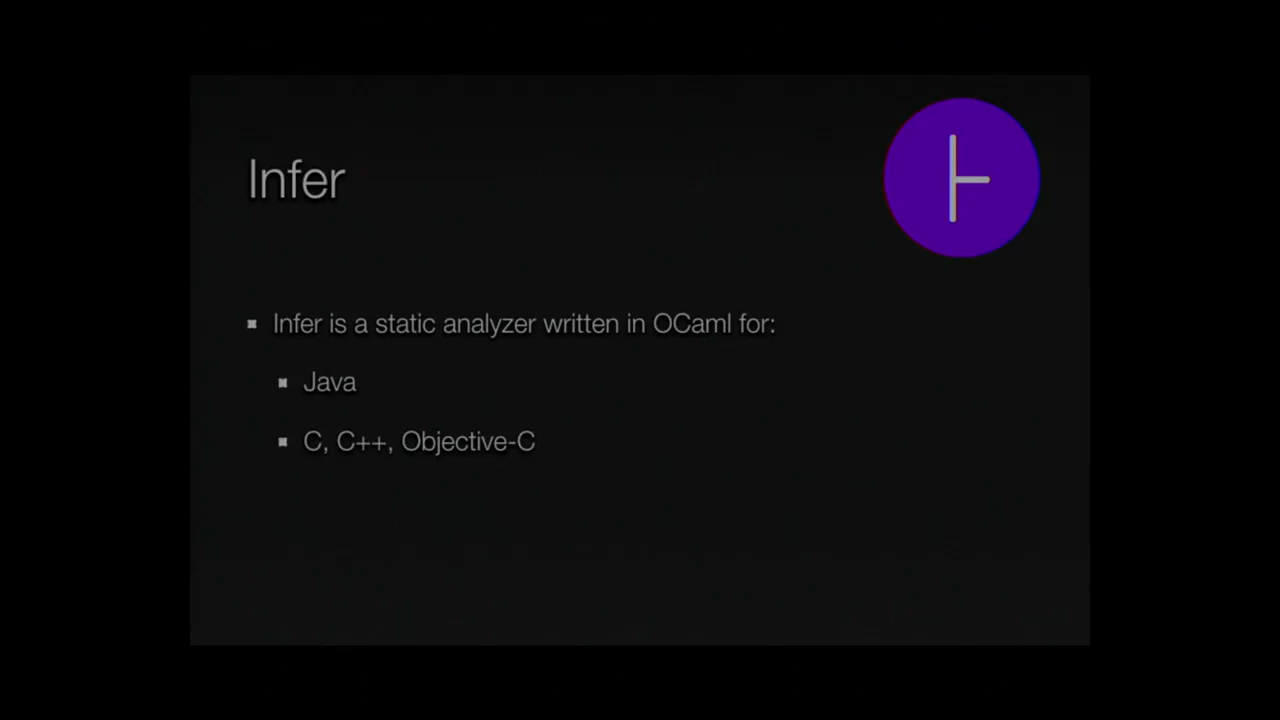 Infer
Infer is a static analyzer written in OCaml for:
Java
C, C++, Objective-C